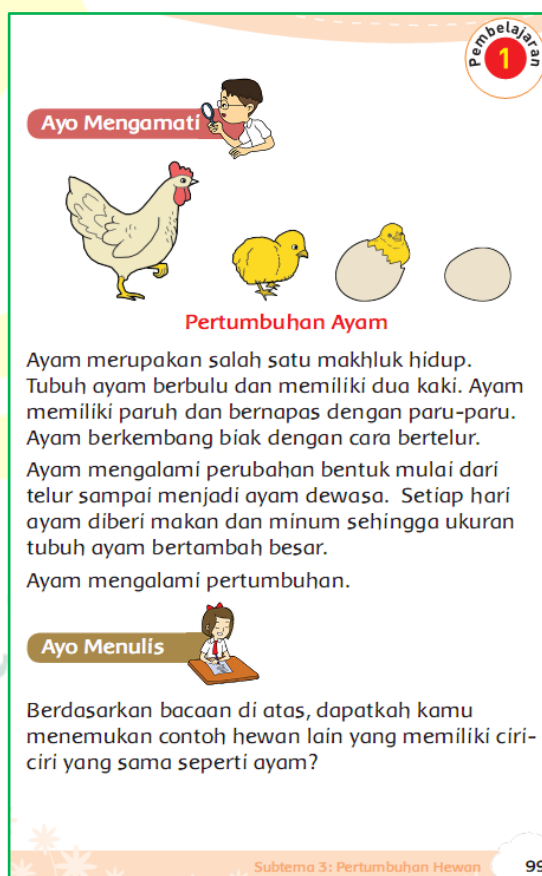 Pembelajaran
1
Ayo Mengamati
Pertumbuhan Ayam
Ayam merupakan salah satu makhluk hidup.
Tubuh ayam berbulu dan memiliki dua kaki. Ayam
memiliki paruh dan bernapas dengan paru-paru.
Ayam berkembang biak dengan cara bertelur.
Ayam mengalami perubahan bentuk mulai dari
telur sampai menjadi ayam dewasa. Setiap hari
ayam diberi makan dan minum sehingga ukuran
tubuh ayam bertambah besar.
Ayam mengalami pertumbuhan.
Ayo Menulis
Berdasarkan bacaan di atas, dapatkah kamu
menemukan contoh hewan lain yang memiliki ciri-
ciri yang sama seperti ayam?
Subtema 3: Pertumbuhan Hewan
99